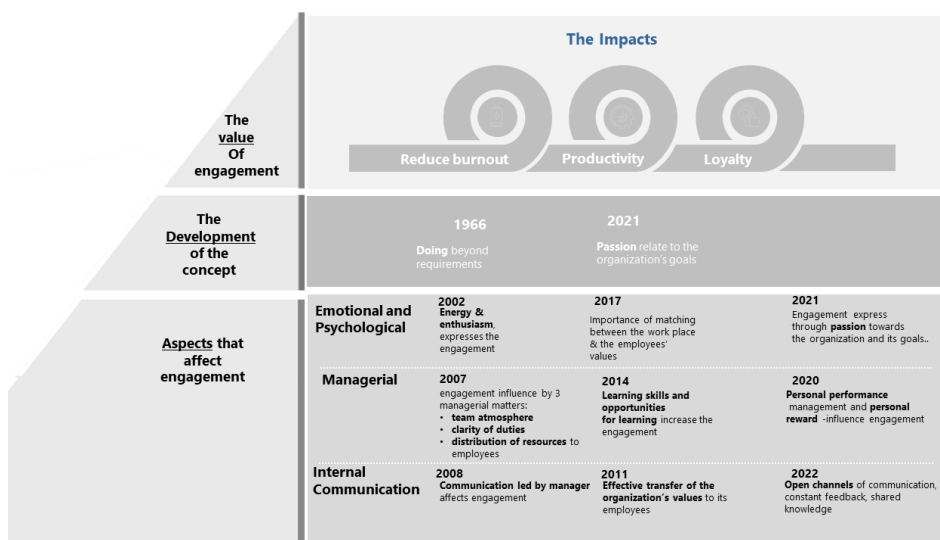 The Impacts
Reduce burnout
Productivity
Loyalty
The
value
Of
engagement
The
Development
of the
concept
1966
Doing beyond
requirements
2021
Passion relate to the
organization's goals
Aspects that
affect
engagement
Emotional and
Psychological
2002
Energy &
enthusiasm,
expresses the
engagement
2017
Importance of matching
between the work place
& the employees'
values
2021
Engagement express
through passion towards
the organization and its goals..
Managerial
2007
engagement influence by 3
managerial matters:
• team atmosphere
• clarity of duties
• distribution of resources to
employees
2014
Learning skills and
opportunities
for learning increase the
engagement
2020
Personal performance
management and personal
reward -influence engagement
Internal
Communication
2008
Communication led by manager
affects engagement
2011
Effective transfer of the
organization's values to its
employees
2022
Open channels of communication,
constant feedback, shared
knowledge